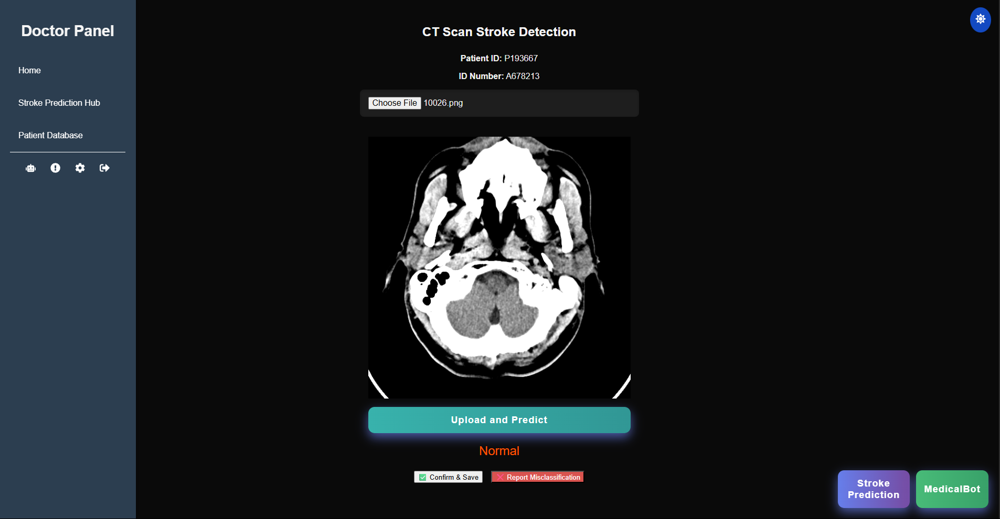 Doctor Panel
Home
Stroke Prediction Hub
Patient Database
CT Scan Stroke Detection
Patient ID: P193667
ID Number: A678213
Choose File 10026.png
Upload and Predict
Normal
✅ Confirm & Save
❌ Report Misclassification
Stroke
Prediction
MedicalBot